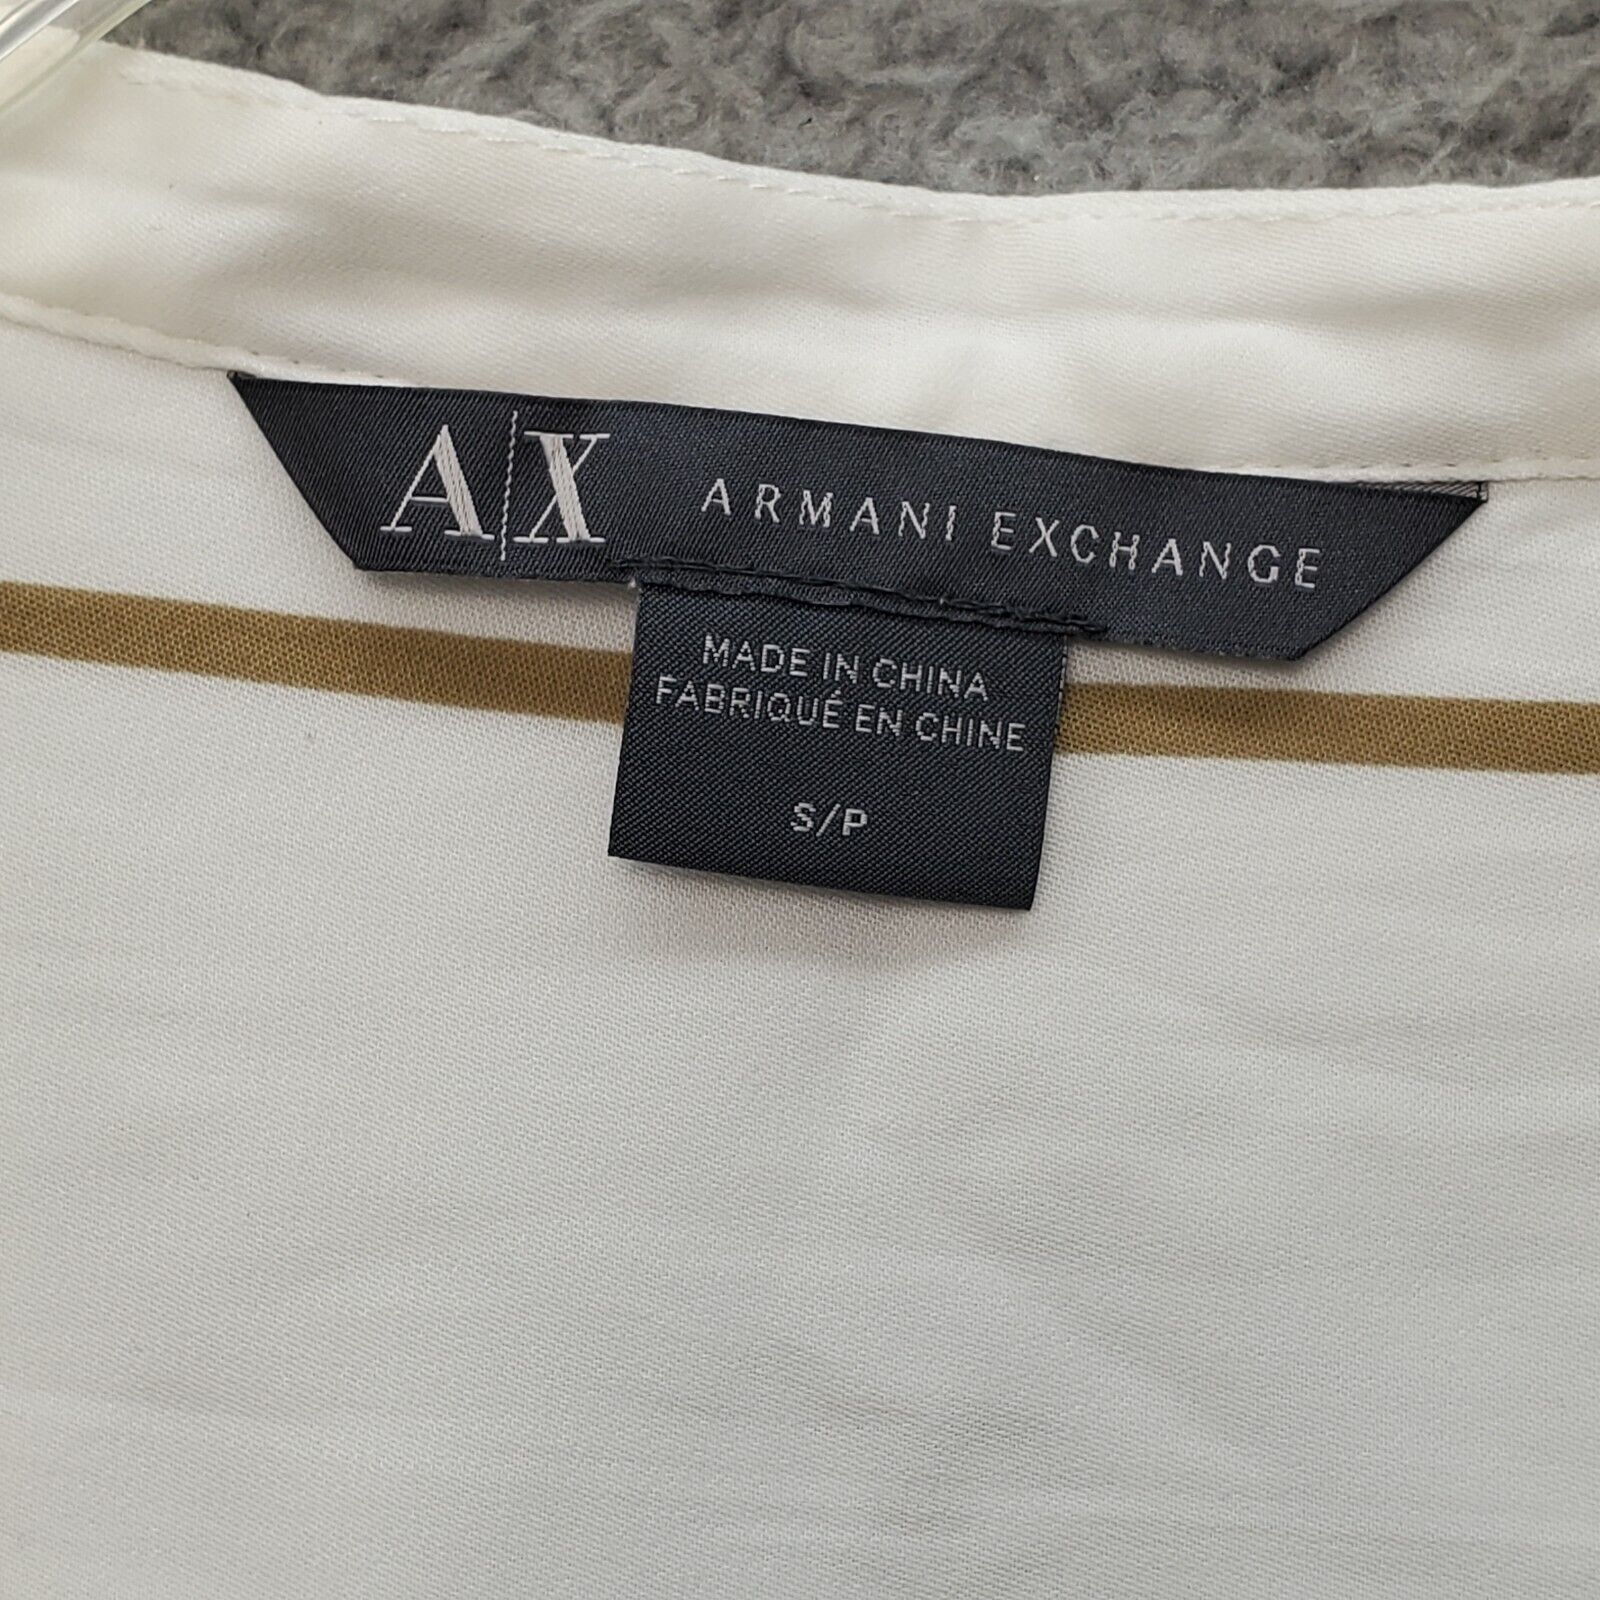 A|X ARMANI EXCHANGE
MADE IN CHINA
FABRIQUÉ EN CHINE
S/P